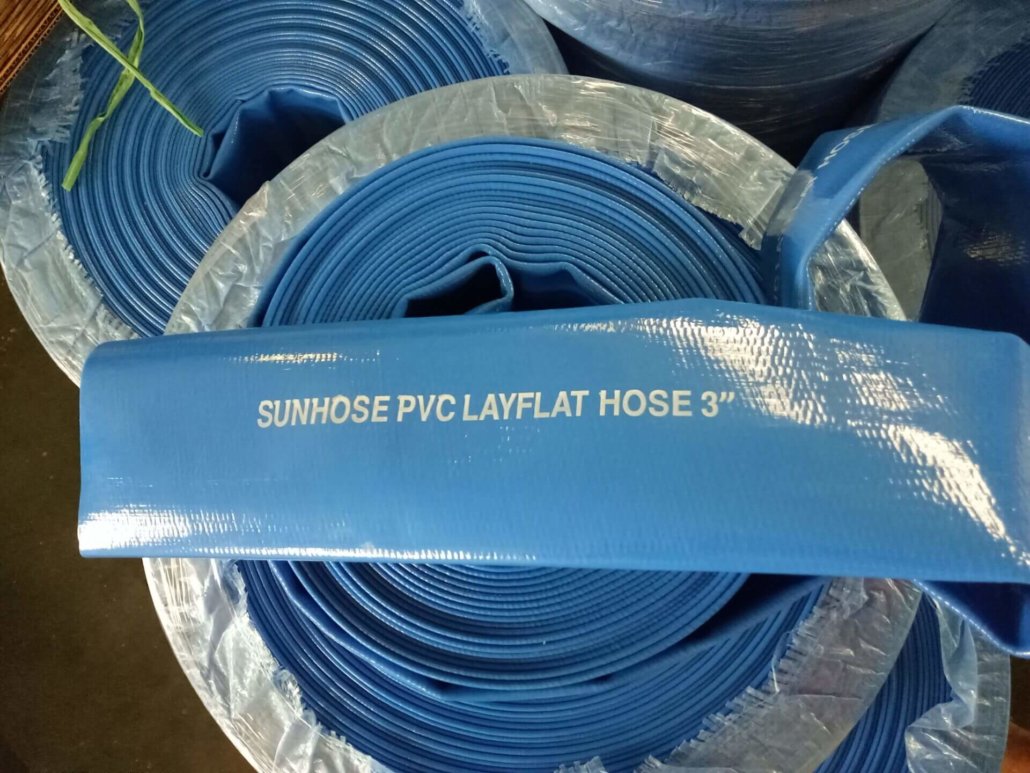 SUNHOSE PVC LAYFLAT HOSE 3”